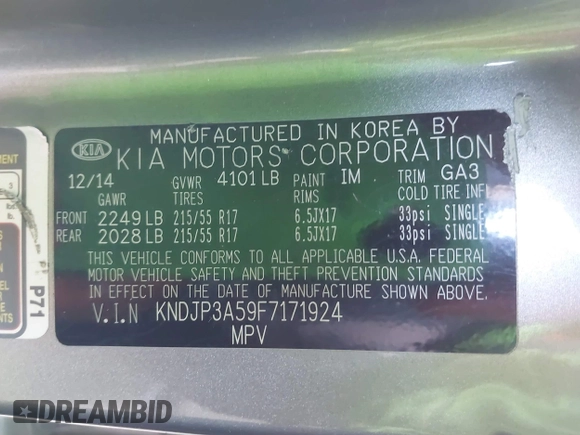 MANUFACTURED IN KOREA BY
KIA KIA MOTORS CORPORATION
12/14 GVWR 4101 LB PAINT IM TRIM GA3
GAWR TIRES RIMS COLD TIRE INFL
FRONT 2249 LB 215/55 R17 6.5JX17 33psi SINGLE
REAR 2028 LB 215/55 R17 6.5JX17 33psi SINGLE
THIS VEHICLE CONFORMS TO ALL APPLICABLE U.S.A. FEDERAL
MOTOR VEHICLE SAFETY AND THEFT PREVENTION STANDARDS
IN EFFECT ON THE DATE OF MANUFACTURE SHOWN ABOVE.
V.I.N KNDJP3A59F7171924
MPV
P71
DREAMBID